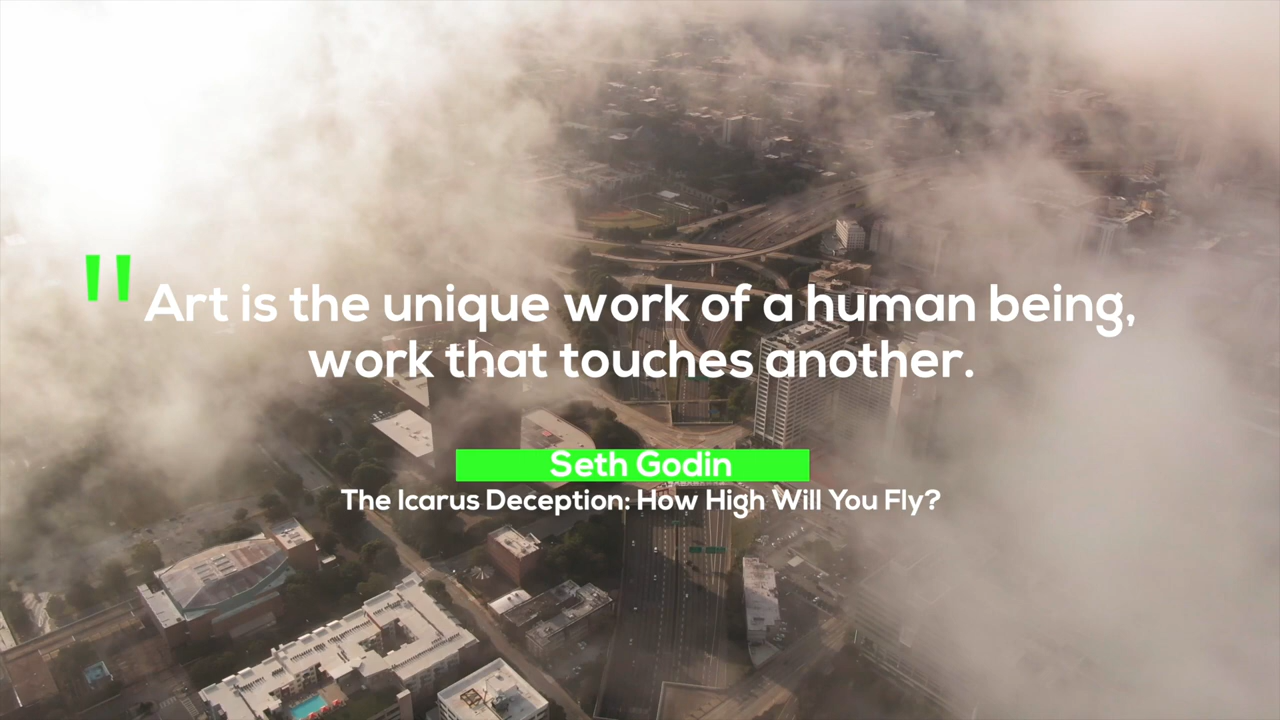 " Art is the unique work of a human being,
work that touches another.
Seth Godin
The Icarus Deception: How High Will You Fly?